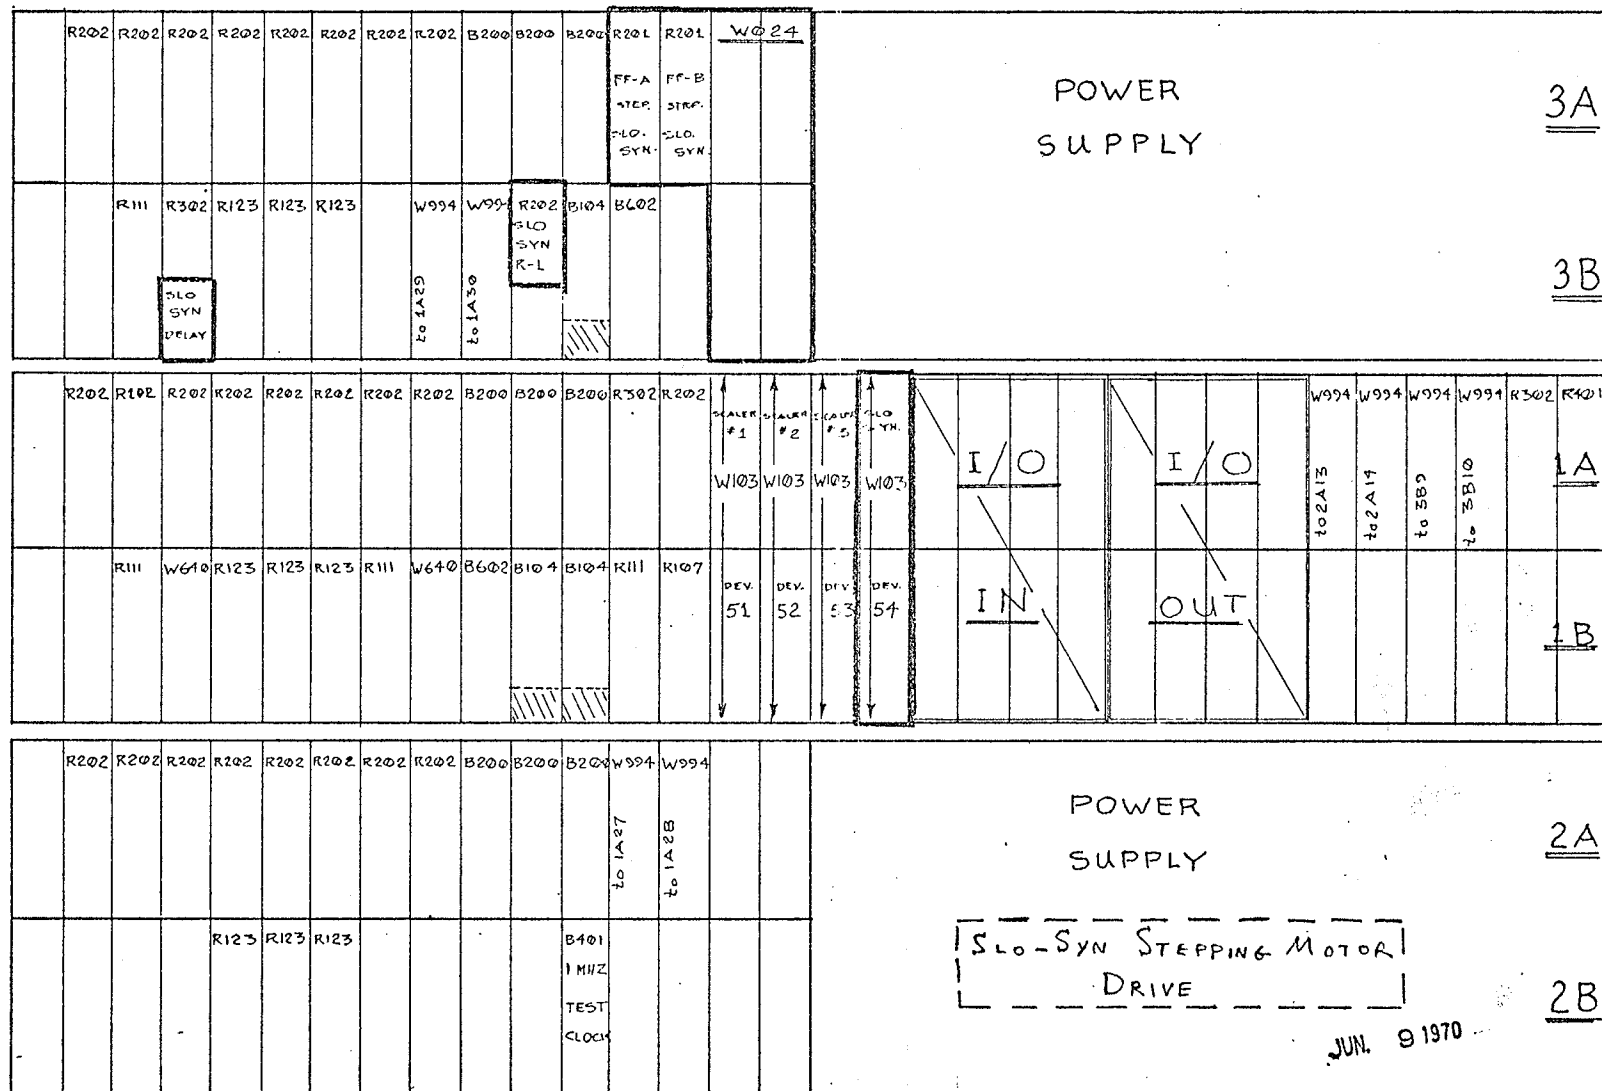 R202 R202 R202 R202 R202 R202 R202 R202 B200 B200 B200 R201 R201 W024
FF-A STEP. SLO. SYN.
FF-B STEP. SLO. SYN.
POWER
SUPPLY
3A
R111 R302 R123 R123 R123 W994 W994 R202 B104 B602
SLO
SYN
R-L
SLO
SYN
DELAY
to 1A29
to 1A30
3B
R202 R102 R202 R202 R202 R202 R202 R202 B200 B200 B200 R302 R202
SCALER #1
SCALER #2
SCALER #3
SLO SYN.
W103 W103 W103 W103
I/O
I/O
W994 W994 W994 W994 R302 R401
to 2A13
to 2A14
to 3B9
to 3B10
1A
R111 W640 R123 R123 R123 R111 W640 B602 B104 B104 R111 R107
DEV. 51
DEV. 52
DEV. 53
DEV. 54
IN
OUT
1B
R202 R202 R202 R202 R202 R202 R202 R202 B200 B200 B200 W994 W994
to 1A27
to 1A28
POWER
SUPPLY
2A
R123 R123 R123 B401
1 MHZ
TEST
CLOCK
SLO-SYN STEPPING MOTOR
DRIVE
2B
JUN. 9 1970